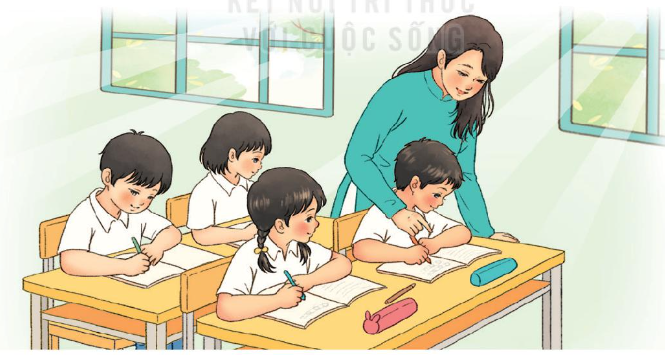 KẾT NỐI TRI THỨC
VỚI CUỘC SỐNG